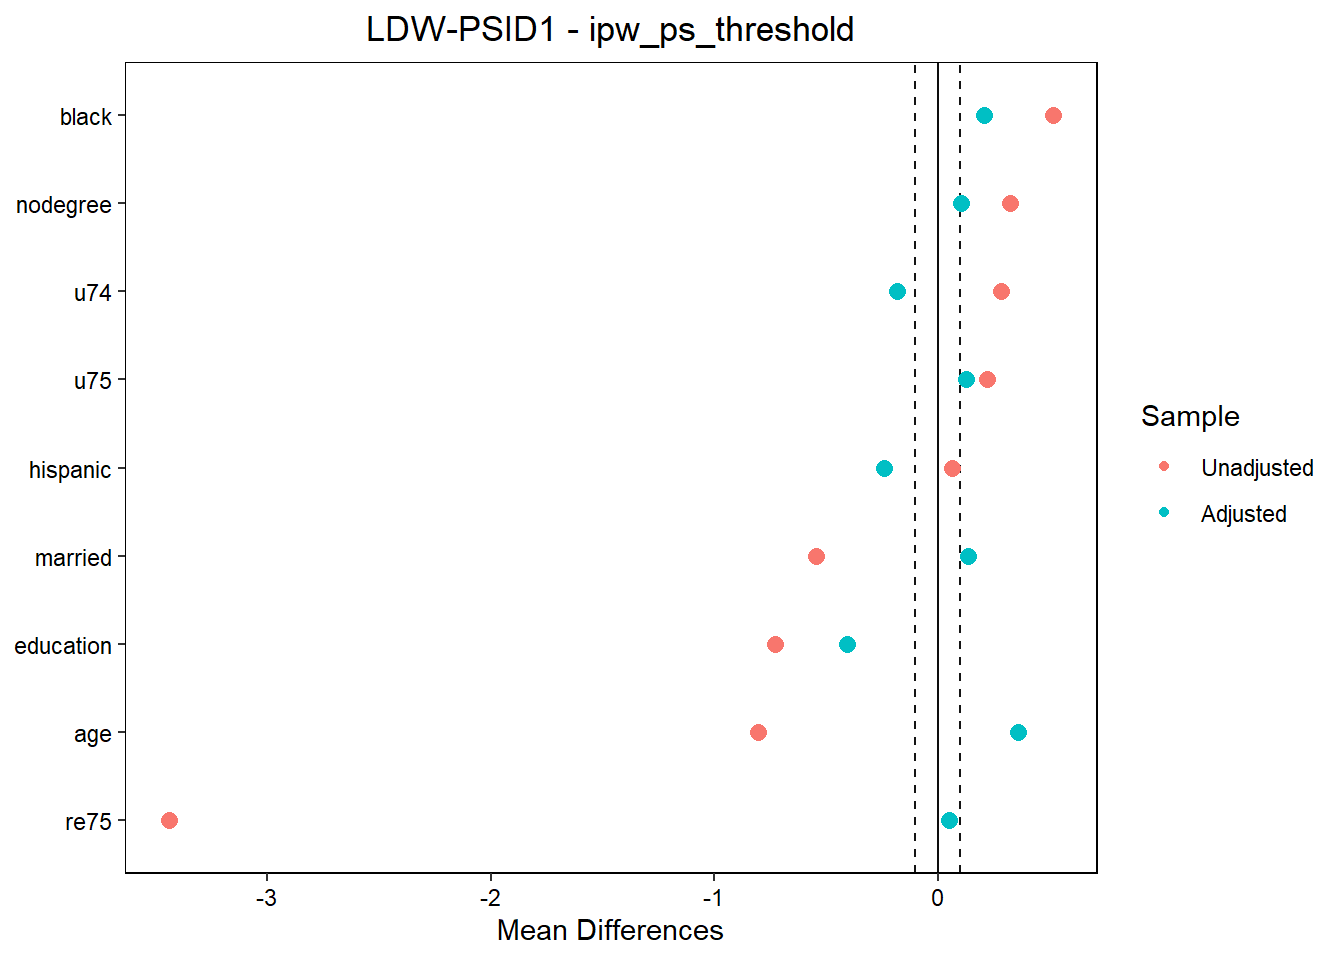 LDW-PSID1 - ipw_ps_threshold
black
nodegree
u74
u75
hispanic
married
education
age
re75
-3
-2
-1
0
Mean Differences
Sample
Unadjusted
Adjusted